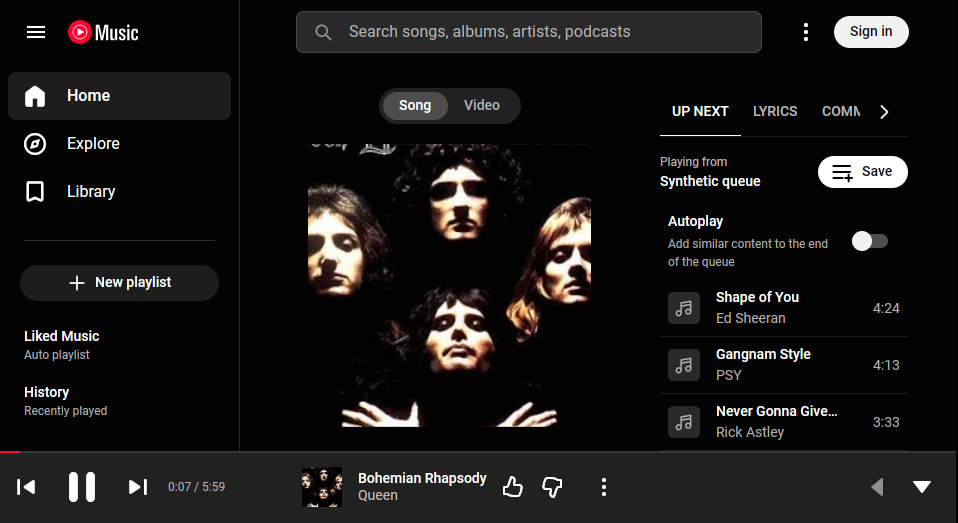 Music
Search songs, albums, artists, podcasts
Sign in
Home
Explore
Library
New playlist
Liked Music
Auto playlist
History
Recently played
Song
Video
UP NEXT
LYRICS
COMM
Playing from
Synthetic queue
Save
Autoplay
Add similar content to the end
of the queue
Shape of You
Ed Sheeran
4:24
Gangnam Style
PSY
4:13
Never Gonna Give…
Rick Astley
3:33
0:07 / 5:59
Bohemian Rhapsody
Queen